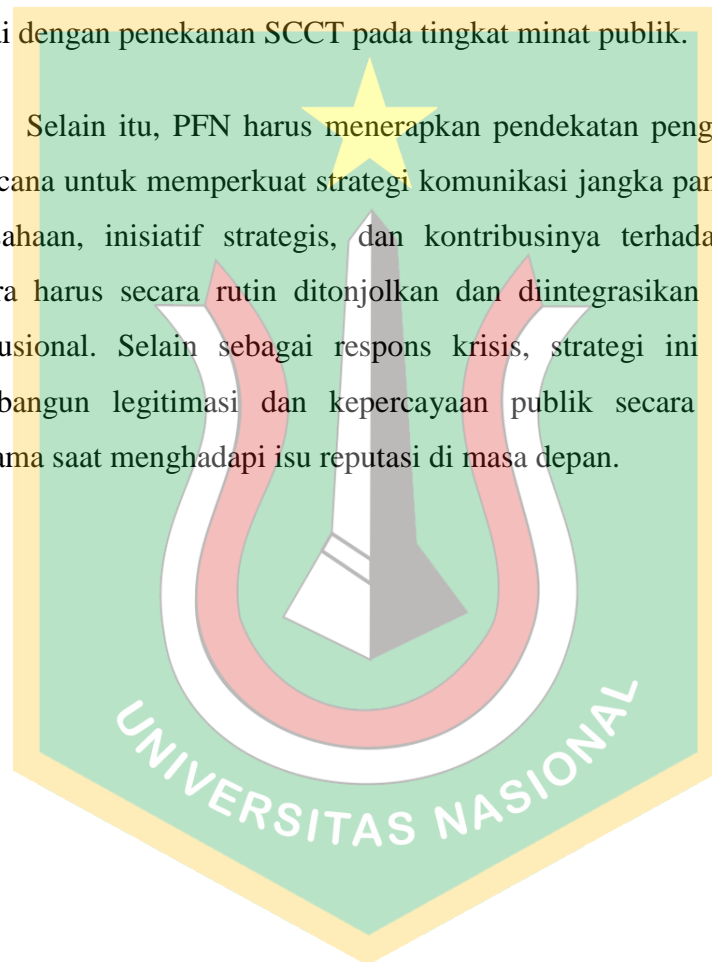 ai dengan penekanan SCCT pada tingkat minat publik.
Selain itu, PFN harus menerapkan pendekatan peng
cana untuk memperkuat strategi komunikasi jangka pan
ahaan, inisiatif strategis, dan kontribusinya terhada
ra harus secara rutin ditonjolkan dan diintegrasikan
usional. Selain sebagai respons krisis, strategi ini
bangun legitimasi dan kepercayaan publik secara
ama saat menghadapi isu reputasi di masa depan.
UNIVERSITAS NASIONAL